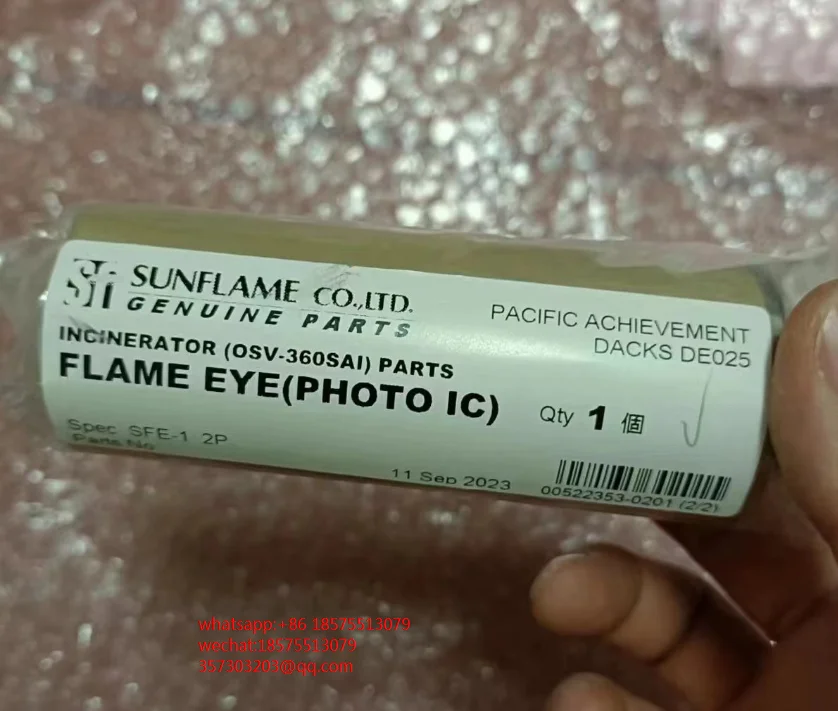 SFi SUNFLAME CO.,LTD.
GENUINE PARTS
PACIFIC ACHIEVEMENT
DACKS DE025
INCINERATOR (OSV-360SAI) PARTS
FLAME EYE(PHOTO IC)
Qty 1 個
Spec SFE-1 2P
Parts No
11 Sep 2023
00522353-0201 (2/2)
whatsapp:+86 18575513079
wechat:18575513079
357303203@qq.com